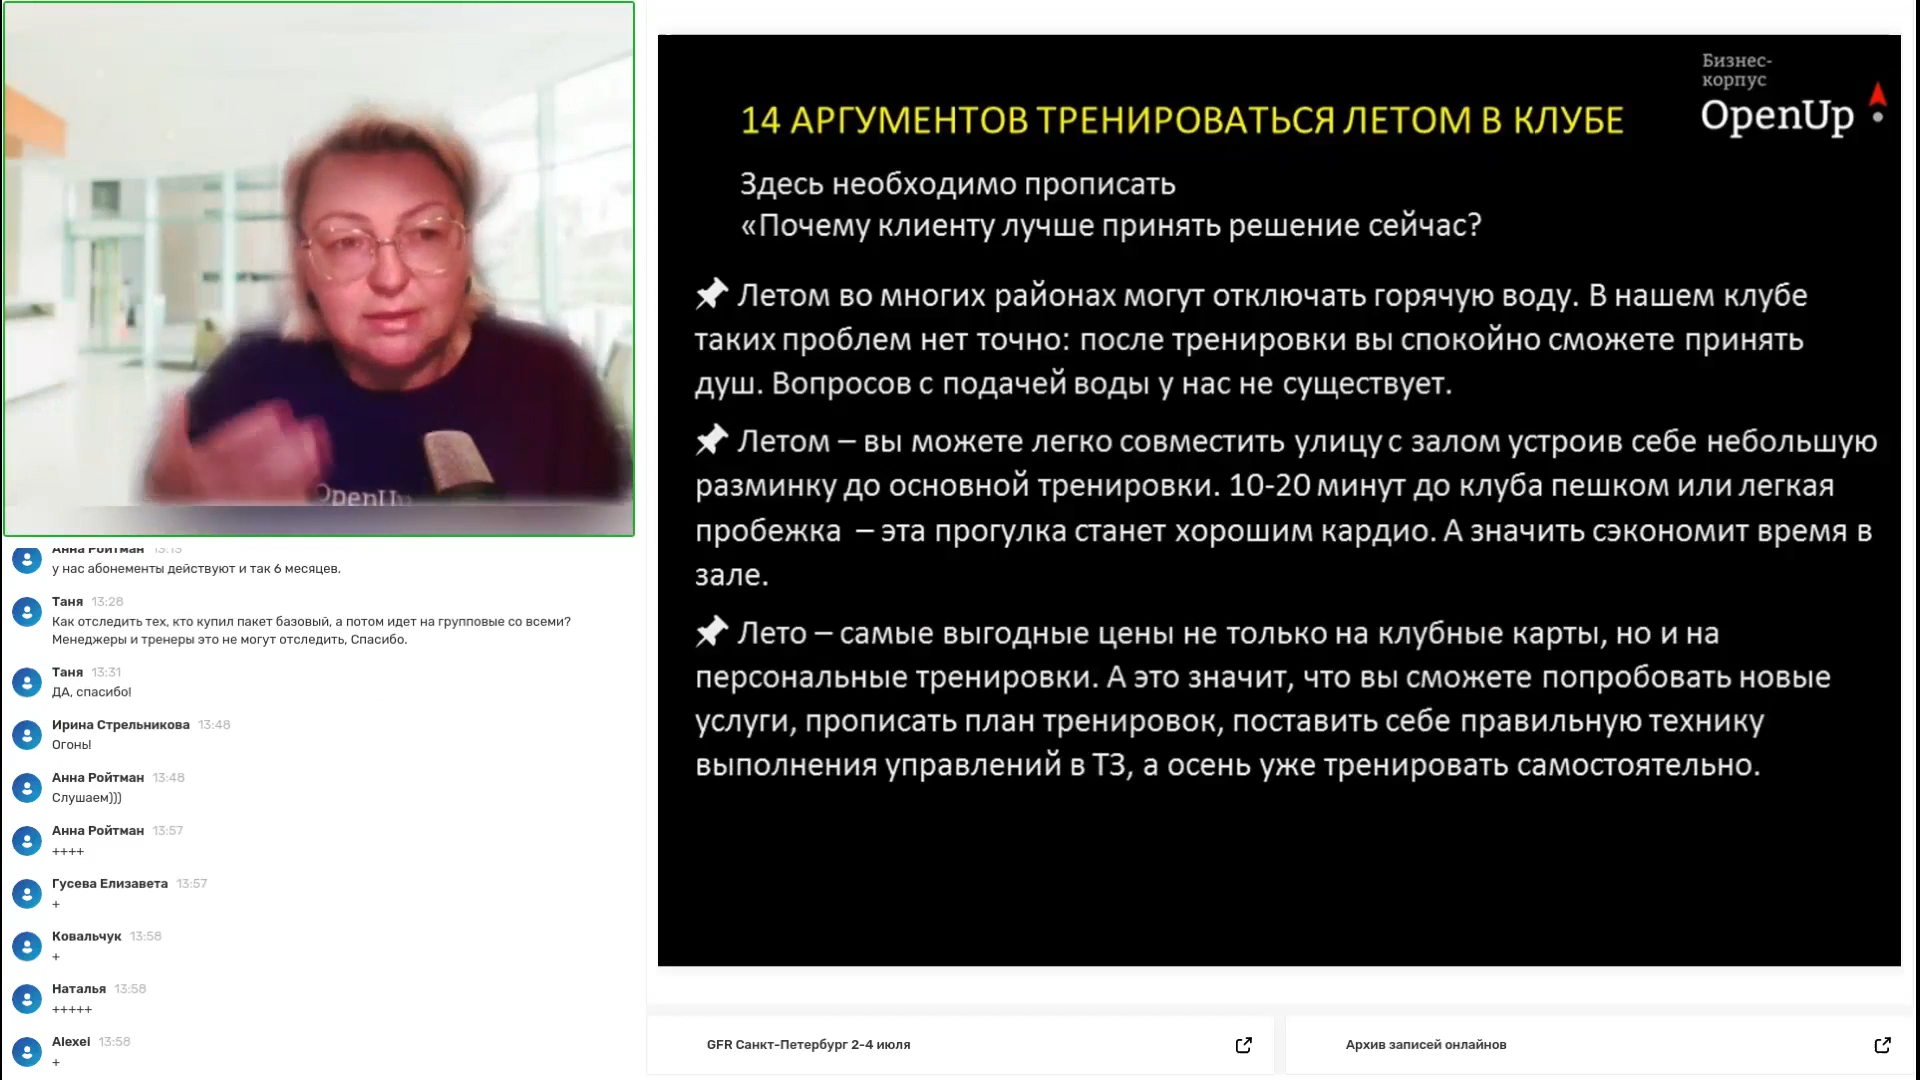 Бизнес-
корпус
OpenUp
14 АРГУМЕНТОВ ТРЕНИРОВАТЬСЯ ЛЕТОМ В КЛУБЕ
Здесь необходимо прописать
«Почему клиенту лучше принять решение сейчас?
Летом во многих районах могут отключать горячую воду. В нашем клубе
таких проблем нет точно: после тренировки вы спокойно сможете принять
душ. Вопросов с подачей воды у нас не существует.
Летом – вы можете легко совместить улицу с залом устроив себе небольшую
разминку до основной тренировки. 10-20 минут до клуба пешком или легкая
пробежка – эта прогулка станет хорошим кардио. А значить сэкономит время в
зале.
Лето – самые выгодные цены не только на клубные карты, но и на
персональные тренировки. А это значит, что вы сможете попробовать новые
услуги, прописать план тренировок, поставить себе правильную технику
выполнения управлений в ТЗ, а осень уже тренировать самостоятельно.
OpenUp
Анна Ройтман 13:13
у нас абонементы действуют и так 6 месяцев.
Таня 13:28
Как отследить тех, кто купил пакет базовый, а потом идет на групповые со всеми?
Менеджеры и тренеры это не могут отследить, Спасибо.
Таня 13:31
ДА, спасибо!
Ирина Стрельникова 13:48
Огонь!
Анна Ройтман 13:48
Слушаем)))
Анна Ройтман 13:57
++++
Гусева Елизавета 13:57
+
Ковальчук 13:58
+
Наталья 13:58
+++++
Alexei 13:58
+
GFR Санкт-Петербург 2-4 июля
Архив записей онлайнов